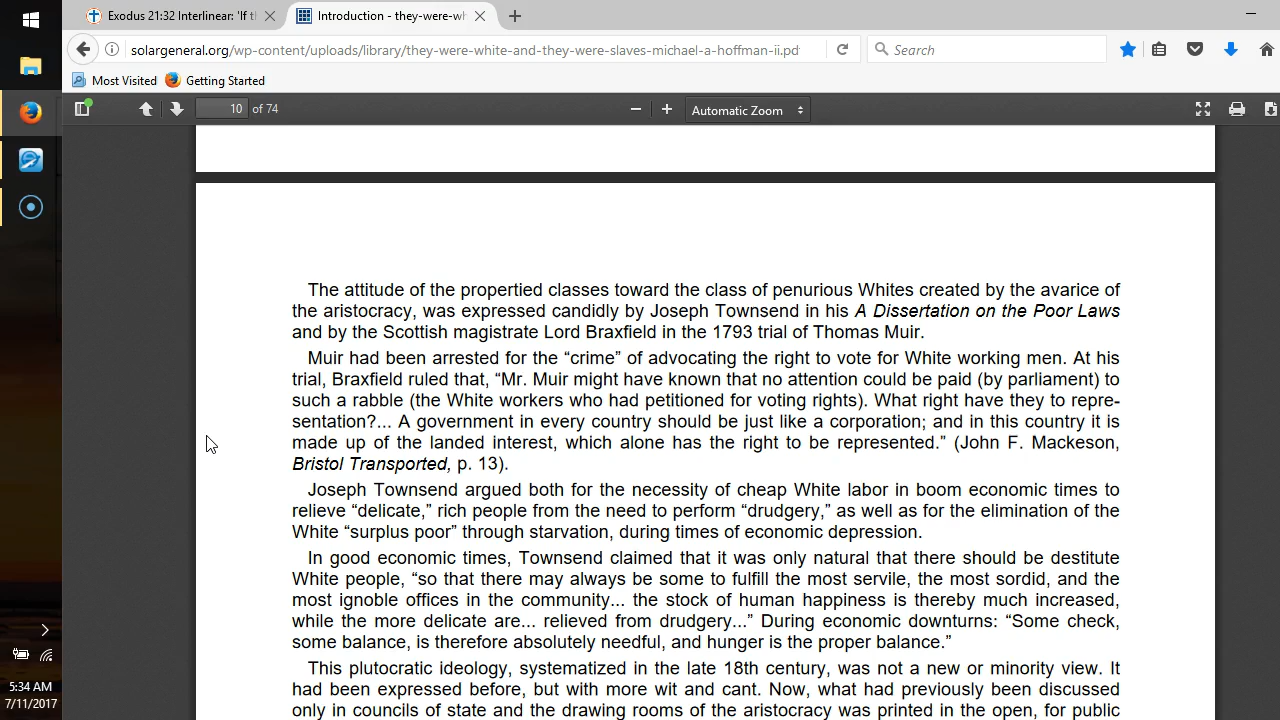 Exodus 21:32 Interlinear: 'If t
Introduction - they-were-wh
solargeneral.org/wp-content/uploads/library/they-were-white-and-they-were-slaves-michael-a-hoffman-ii.pdf
Search
Most Visited
Getting Started
10 of 74
Automatic Zoom
The attitude of the propertied classes toward the class of penurious Whites created by the avarice of
the aristocracy, was expressed candidly by Joseph Townsend in his A Dissertation on the Poor Laws
and by the Scottish magistrate Lord Braxfield in the 1793 trial of Thomas Muir.
Muir had been arrested for the “crime” of advocating the right to vote for White working men. At his
trial, Braxfield ruled that, “Mr. Muir might have known that no attention could be paid (by parliament) to
such a rabble (the White workers who had petitioned for voting rights). What right have they to repre-
sentation?... A government in every country should be just like a corporation; and in this country it is
made up of the landed interest, which alone has the right to be represented.” (John F. Mackeson,
Bristol Transported, p. 13).
Joseph Townsend argued both for the necessity of cheap White labor in boom economic times to
relieve “delicate,” rich people from the need to perform “drudgery,” as well as for the elimination of the
White “surplus poor” through starvation, during times of economic depression.
In good economic times, Townsend claimed that it was only natural that there should be destitute
White people, “so that there may always be some to fulfill the most servile, the most sordid, and the
most ignoble offices in the community... the stock of human happiness is thereby much increased,
while the more delicate are... relieved from drudgery...” During economic downturns: “Some check,
some balance, is therefore absolutely needful, and hunger is the proper balance.”
This plutocratic ideology, systematized in the late 18th century, was not a new or minority view. It
had been expressed before, but with more wit and cant. Now, what had previously been discussed
only in councils of state and the drawing rooms of the aristocracy was printed in the open, for public
5:34 AM
7/11/2017